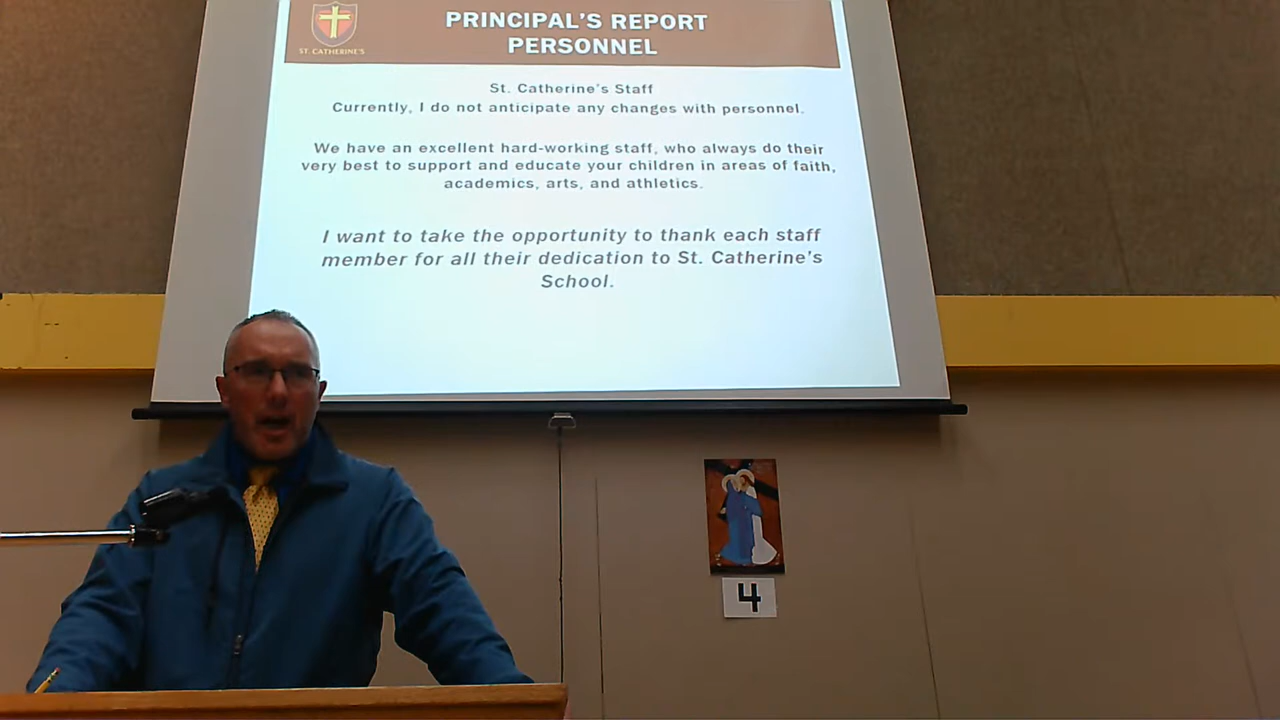 PRINCIPAL'S REPORT
PERSONNEL
ST. CATHERINE'S
St. Catherine's Staff
Currently, I do not anticipate any changes with personnel.
We have an excellent hard-working staff, who always do their
very best to support and educate your children in areas of faith,
academics, arts, and athletics.
I want to take the opportunity to thank each staff
member for all their dedication to St. Catherine's
School.
4